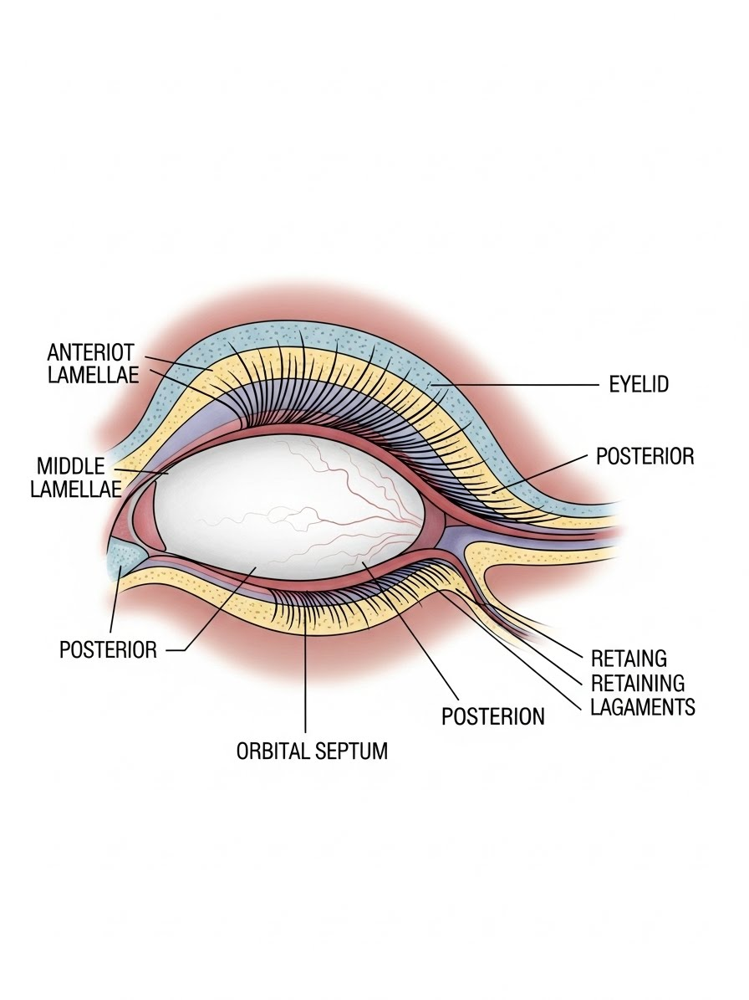 ANTERIOT
LAMELLAE
EYELID
POSTERIOR
MIDDLE
LAMELLAE
POSTERIOR
RETAING
RETAINING
LAGAMENTS
POSTERION
ORBITAL SEPTUM